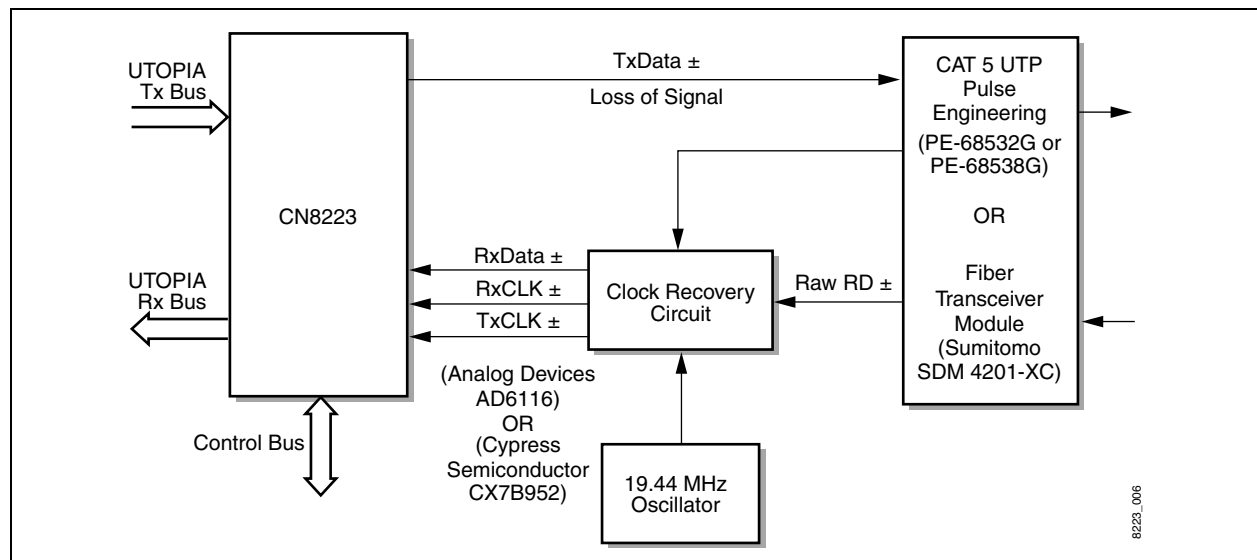 UTOPIA
Tx Bus
TxData ±
Loss of Signal
CAT 5 UTP
Pulse
Engineering
(PE-68532G or
PE-68538G)
OR
Fiber
Transceiver
Module
(Sumitomo
SDM 4201-XC)
CN8223
UTOPIA
Rx Bus
RxData ±
RxCLK ±
TxCLK ±
Clock Recovery
Circuit
Raw RD ±
(Analog Devices
AD6116)
OR
(Cypress
Semiconductor
CX7B952)
Control Bus
19.44 MHz
Oscillator
8223_006